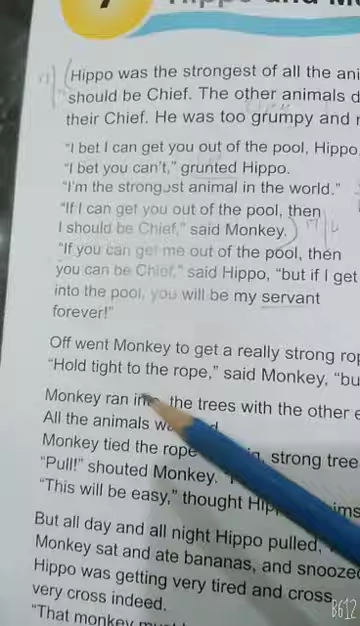 Hippo was the strongest of all the ani
should be Chief. The other animals d
their Chief. He was too grumpy and
"I bet I can get you out of the pool, Hippo
"I bet you can't," grunted Hippo.
"I'm the strongest animal in the world."
"If I can get you out of the pool, then
I should be Chief," said Monkey.
"If you can get me out of the pool, then
you can be Chief," said Hippo, "but if I get
into the pool, you will be my servant
forever!"
Off went Monkey to get a really strong rop
"Hold tight to the rope," said Monkey, "bu
Monkey ran in the trees with the other
All the animals
Monkey tied the rope strong tree
"Pull!" shouted Monkey.
"This will be easy," thought
But all day and all night Hippo pulled,
Monkey sat and ate bananas, and snooze
Hippo was getting very tired and cross,
very cross indeed.
"That monkey
B612